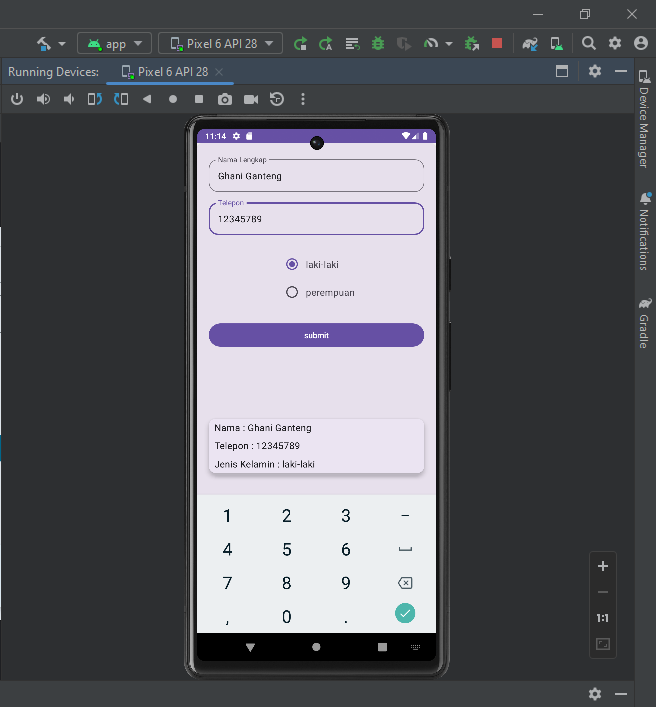 app
Pixel 6 API 28
Running Devices:
Pixel 6 API 28
Device Manager
Notifications
Gradle
11:14
Nama Lengkap
Ghani Ganteng
Telepon
12345789
laki-laki
perempuan
submit
Nama : Ghani Ganteng
Telepon : 12345789
Jenis Kelamin : laki-laki
1 2 3 -
4 5 6
7 8 9
, 0 .
1:1